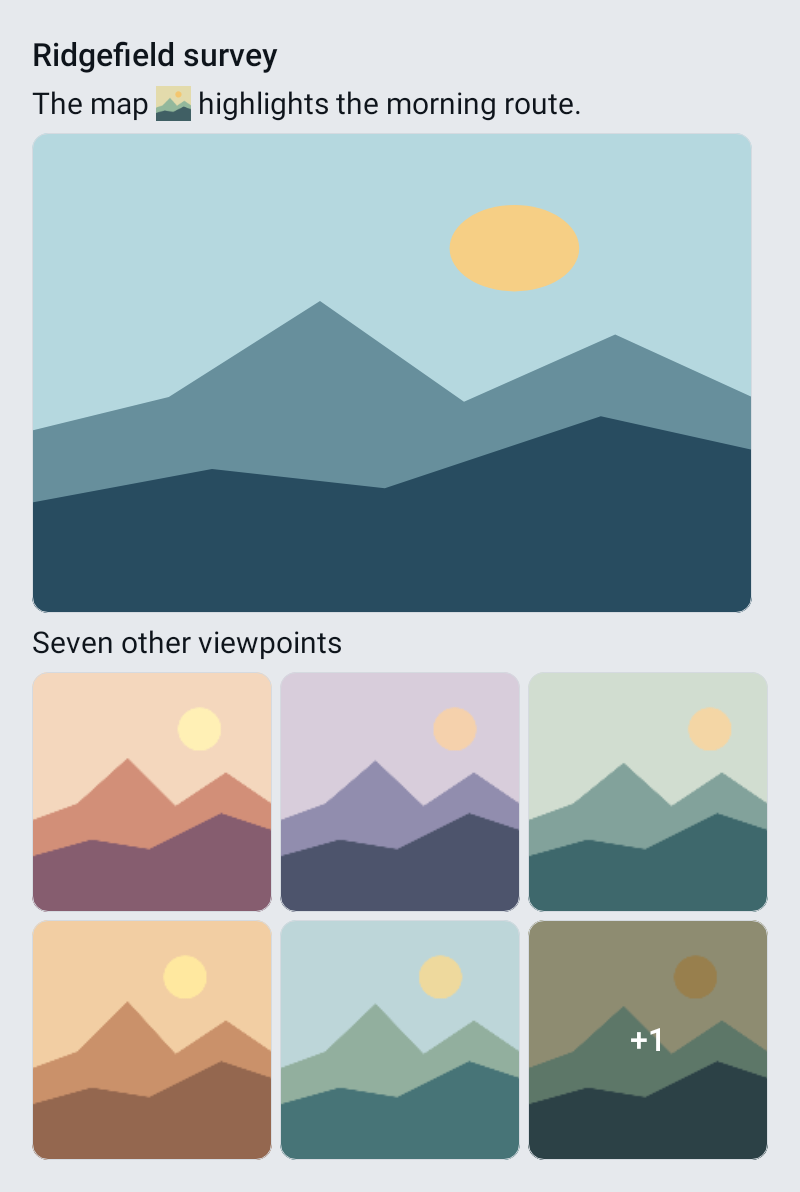 Ridgefield survey
The map highlights the morning route.
Seven other viewpoints
+1